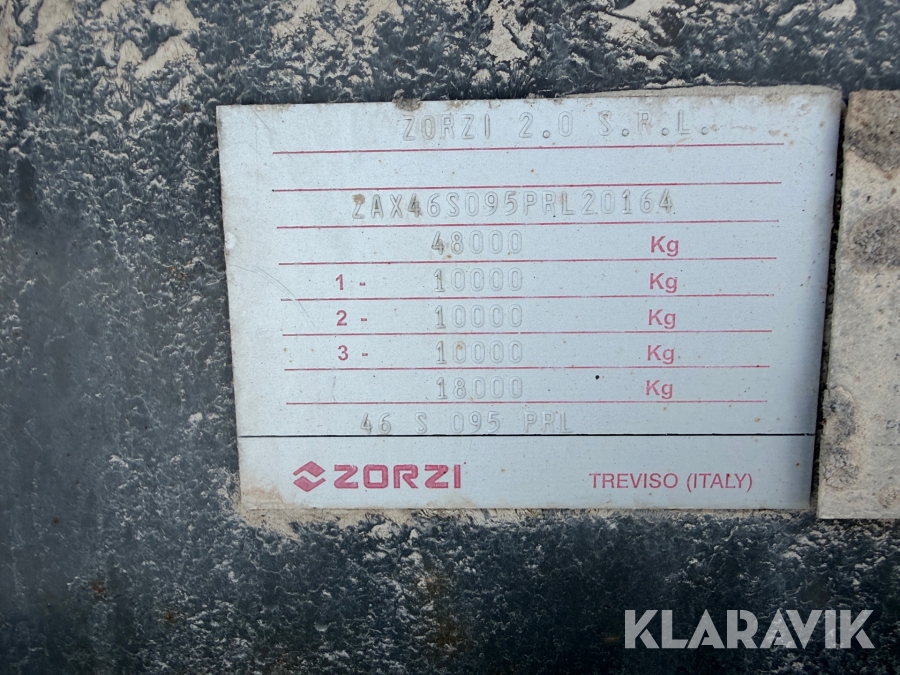 ZORZI 2.0 S.R.L.
ZAX46S095PRL20164
48000 Kg
1 - 10000 Kg
2 - 10000 Kg
3 - 10000 Kg
18000 Kg
46 S 095 PRL
ZORZI TREVISO (ITALY)
KLARAVIK